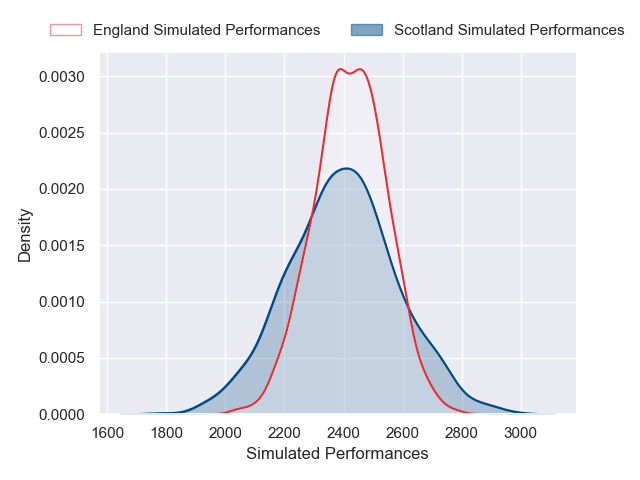 England Simulated Performances
Scotland Simulated Performances
0.0030
0.0025
0.0020
0.0015
0.0010
0.0005
0.0000
Density
1600 1800 2000 2200 2400 2600 2800 3000
Simulated Performances